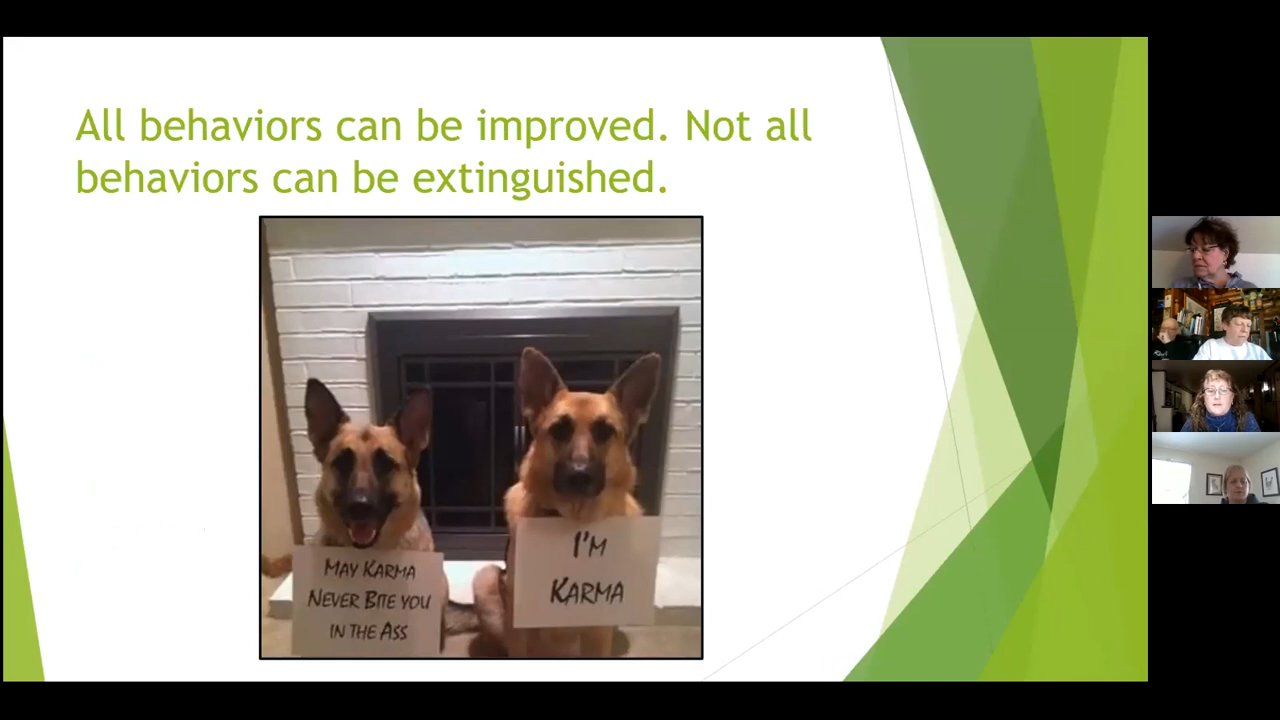 All behaviors can be improved. Not all
behaviors can be extinguished.
MAY KARMA
NEVER BITE YOU
IN THE ASS
I'M
KARMA